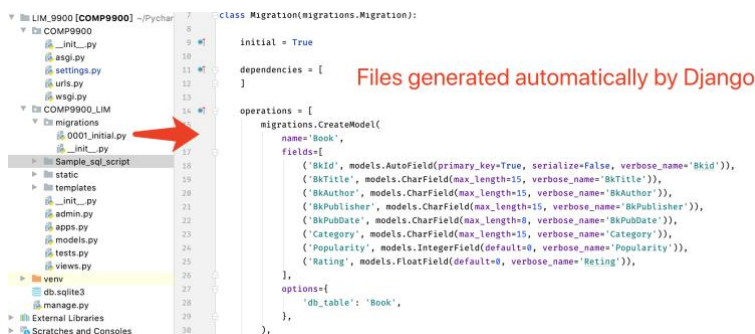 LIM_9900 [COMP9900] ~/Pychar
COMP9900
__init__.py
asgi.py
settings.py
urls.py
wsgi.py
COMP9900_LIM
migrations
0001_initial.py
__init__.py
Sample_sql_script
static
templates
__init__.py
admin.py
apps.py
models.py
tests.py
views.py
venv
db.sqlite3
manage.py
External Libraries
Scratches and Consoles
7 class Migration(migrations.Migration):
8
9 initial = True
10
11 dependencies = [
12 ]
13
Files generated automatically by Django
14 operations = [
migrations.CreateModel(
16 name='Book',
17 fields=[
18 ('BkId', models.AutoField(primary_key=True, serialize=False, verbose_name='Bkid')),
19 ('BkTitle', models.CharField(max_length=15, verbose_name='BkTitle')),
20 ('BkAuthor', models.CharField(max_length=15, verbose_name='BkAuthor')),
21 ('BkPublisher', models.CharField(max_length=15, verbose_name='BkPublisher')),
22 ('BkPubDate', models.CharField(max_length=8, verbose_name='BkPubDate')),
23 ('Category', models.CharField(max_length=15, verbose_name='Category')),
24 ('Popularity', models.IntegerField(default=0, verbose_name='Popularity')),
25 ('Rating', models.FloatField(default=0, verbose_name='Reting')),
26 ],
27 options={
28 'db_table': 'Book',
29 },
30 ),